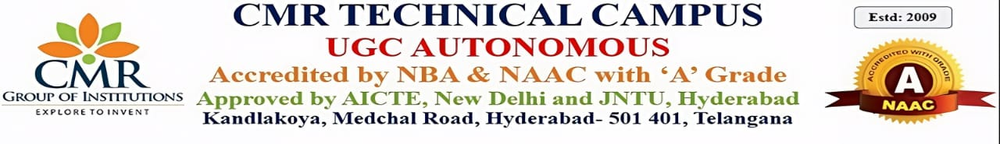 CMR
GROUP OF INSTITUTIONS
EXPLORE TO INVENT
CMR TECHNICAL CAMPUS
UGC AUTONOMOUS
Accredited by NBA & NAAC with ‘A’ Grade
Approved by AICTE, New Delhi and JNTU, Hyderabad
Kandlakoya, Medchal Road, Hyderabad- 501 401, Telangana
Estd: 2009
ACCREDITED WITH GRADE
A
NAAC